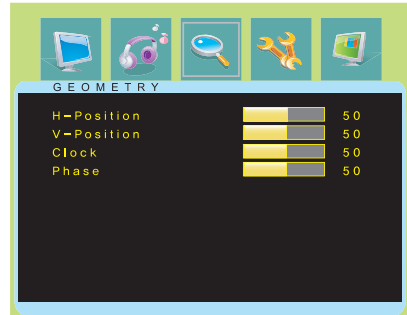 GEOMETRY
H-Position 50
V-Position 50
Clock 50
Phase 50